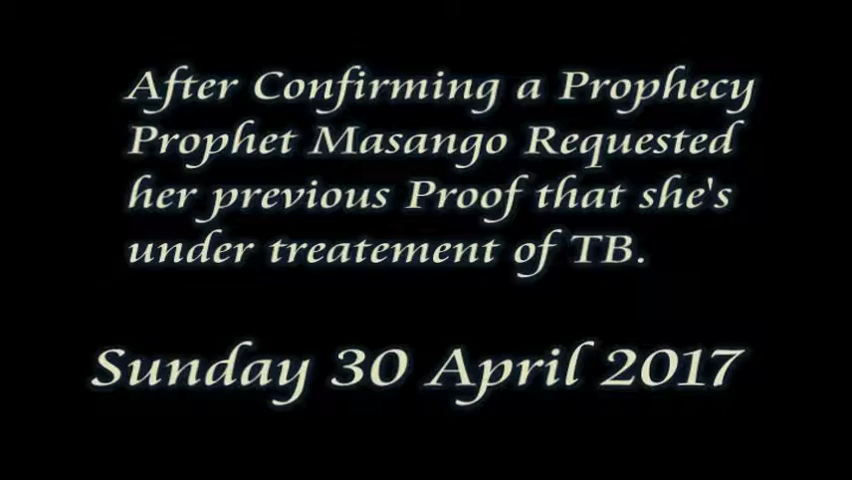 After Confirming a Prophecy
Prophet Masango Requested
her previous Proof that she's
under treatement of TB.
Sunday 30 April 2017